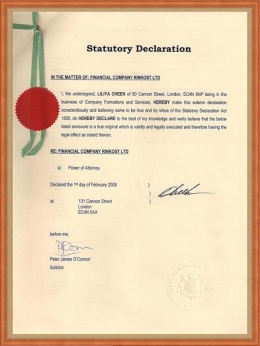 Statutory Declaration
IN THE MATTER OF: FINANCIAL COMPANY RINKOST LTD
I, the undersigned, LILIYA CHEEK of 60 Cannon Street, London, EC4N 5NP being in the
business of Company Formations and Services, HEREBY make this solemn declaration
conscientiously and believing same to be true and by virtue of the Statutory Declaration Act
1835, do HEREBY DECLARE to the best of my knowledge and verify believe that the below
listed annexure is a true original which is validly and legally executed and therefore having the
legal effect as stated therein.
RE: FINANCIAL COMPANY RINKOST LTD
a) Power of Attorney
Declared the 1st day of February 2008 )
)
at 131 Cannon Street )
London
EC4N 5AX
before me,
Peter James O'Connor
Solicitor